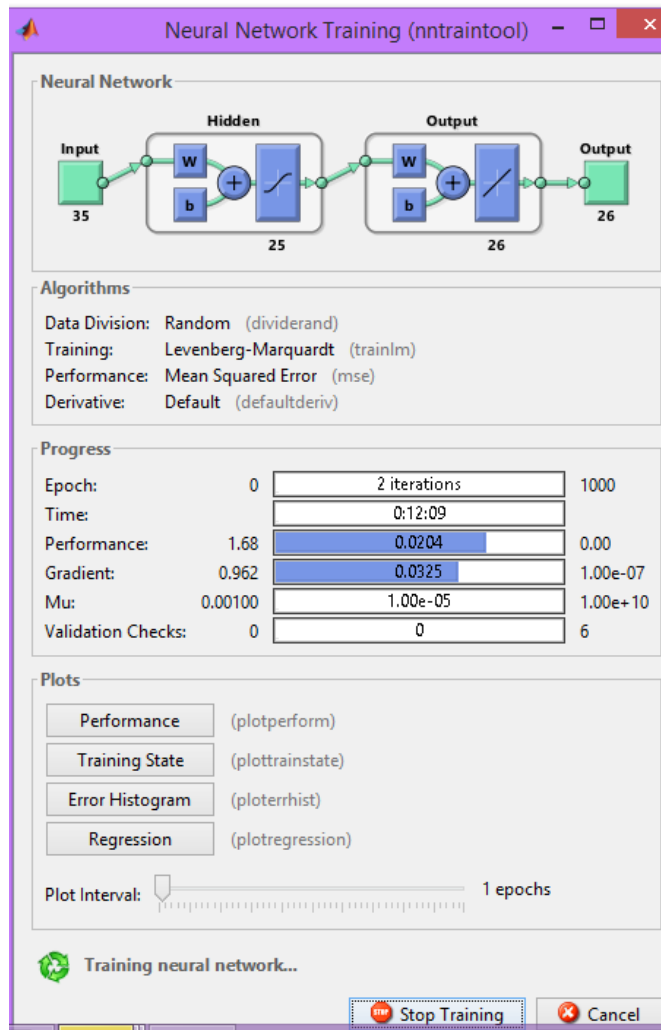 Neural Network Training (nntraintool)
Neural Network
Hidden Output
Input Output
W W
b b
35 25 26 26
Algorithms
Data Division: Random (dividerand)
Training: Levenberg-Marquardt (trainlm)
Performance: Mean Squared Error (mse)
Derivative: Default (defaultderiv)
Progress
Epoch: 0 2 iterations 1000
Time: 0:12:09
Performance: 1.68 0.0204 0.00
Gradient: 0.962 0.0325 1.00e-07
Mu: 0.00100 1.00e-05 1.00e+10
Validation Checks: 0 0 6
Plots
Performance (plotperform)
Training State (plottrainstate)
Error Histogram (ploterrhist)
Regression (plotregression)
Plot Interval: 1 epochs
Training neural network...
STOP Stop Training Cancel